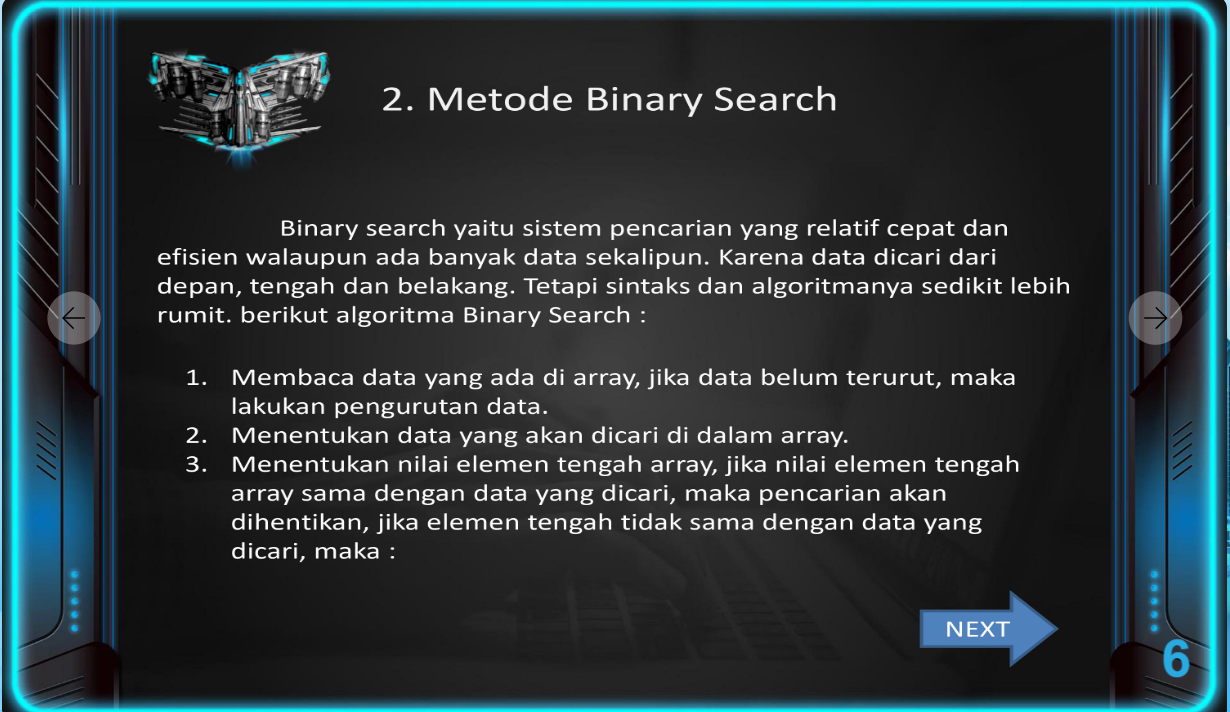 2. Metode Binary Search
Binary search yaitu sistem pencarian yang relatif cepat dan
efisien walaupun ada banyak data sekalipun. Karena data dicari dari
depan, tengah dan belakang. Tetapi sintaks dan algoritmanya sedikit lebih
rumit. berikut algoritma Binary Search :
1. Membaca data yang ada di array, jika data belum terurut, maka
lakukan pengurutan data.
2. Menentukan data yang akan dicari di dalam array.
3. Menentukan nilai elemen tengah array, jika nilai elemen tengah
array sama dengan data yang dicari, maka pencarian akan
dihentikan, jika elemen tengah tidak sama dengan data yang
dicari, maka :
NEXT
6